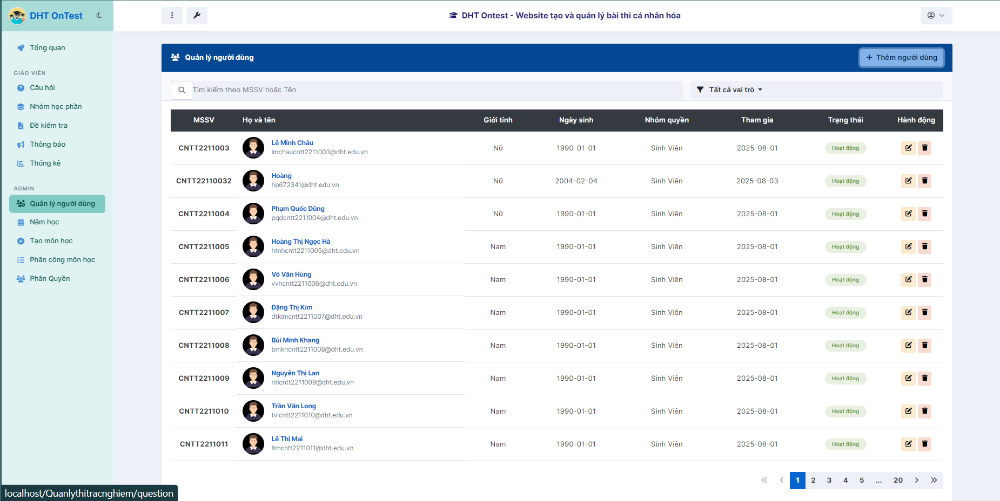 DHT OnTest
DHT Ontest - Website tạo và quản lý bài thi cá nhân hóa
Tổng quan
GIÁO VIÊN
Câu hỏi
Nhóm học phần
Đề kiểm tra
Thông báo
Thống kê
ADMIN
Quản lý người dùng
Năm học
Tạo môn học
Phân công môn học
Phân Quyền
Quản lý người dùng
+ Thêm người dùng
Tìm kiếm theo MSSV hoặc Tên
Tất cả vai trò
MSSV Họ và tên Giới tính Ngày sinh Nhóm quyền Tham gia Trạng thái Hành động
CNTT2211003 Lê Minh Châu Nữ 1990-01-01 Sinh Viên 2025-08-01 Hoạt động
lmchaucntt2211003@dht.edu.vn
CNTT22110032 Hoàng Nữ 2004-02-04 Sinh Viên 2025-08-03 Hoạt động
hp672341@dht.edu.vn
CNTT2211004 Phạm Quốc Dũng Nữ 1990-01-01 Sinh Viên 2025-08-01 Hoạt động
pqdcntt2211004@dht.edu.vn
CNTT2211005 Hoàng Thị Ngọc Hà Nam 1990-01-01 Sinh Viên 2025-08-01 Hoạt động
htnhcntt2211005@dht.edu.vn
CNTT2211006 Võ Văn Hùng Nam 1990-01-01 Sinh Viên 2025-08-01 Hoạt động
vvhcntt2211006@dht.edu.vn
CNTT2211007 Đặng Thị Kim Nam 1990-01-01 Sinh Viên 2025-08-01 Hoạt động
dtkimcntt2211007@dht.edu.vn
CNTT2211008 Bùi Minh Khang Nam 1990-01-01 Sinh Viên 2025-08-01 Hoạt động
bmkhcntt2211008@dht.edu.vn
CNTT2211009 Nguyễn Thị Lan Nam 1990-01-01 Sinh Viên 2025-08-01 Hoạt động
ntlcntt2211009@dht.edu.vn
CNTT2211010 Trần Văn Long Nam 1990-01-01 Sinh Viên 2025-08-01 Hoạt động
tvlcntt2211010@dht.edu.vn
CNTT2211011 Lê Thị Mai Nam 1990-01-01 Sinh Viên 2025-08-01 Hoạt động
ltmcntt2211011@dht.edu.vn
« ‹ 1 2 3 4 5 ... 20 › »
localhost/Quanlythitracnghiem/question